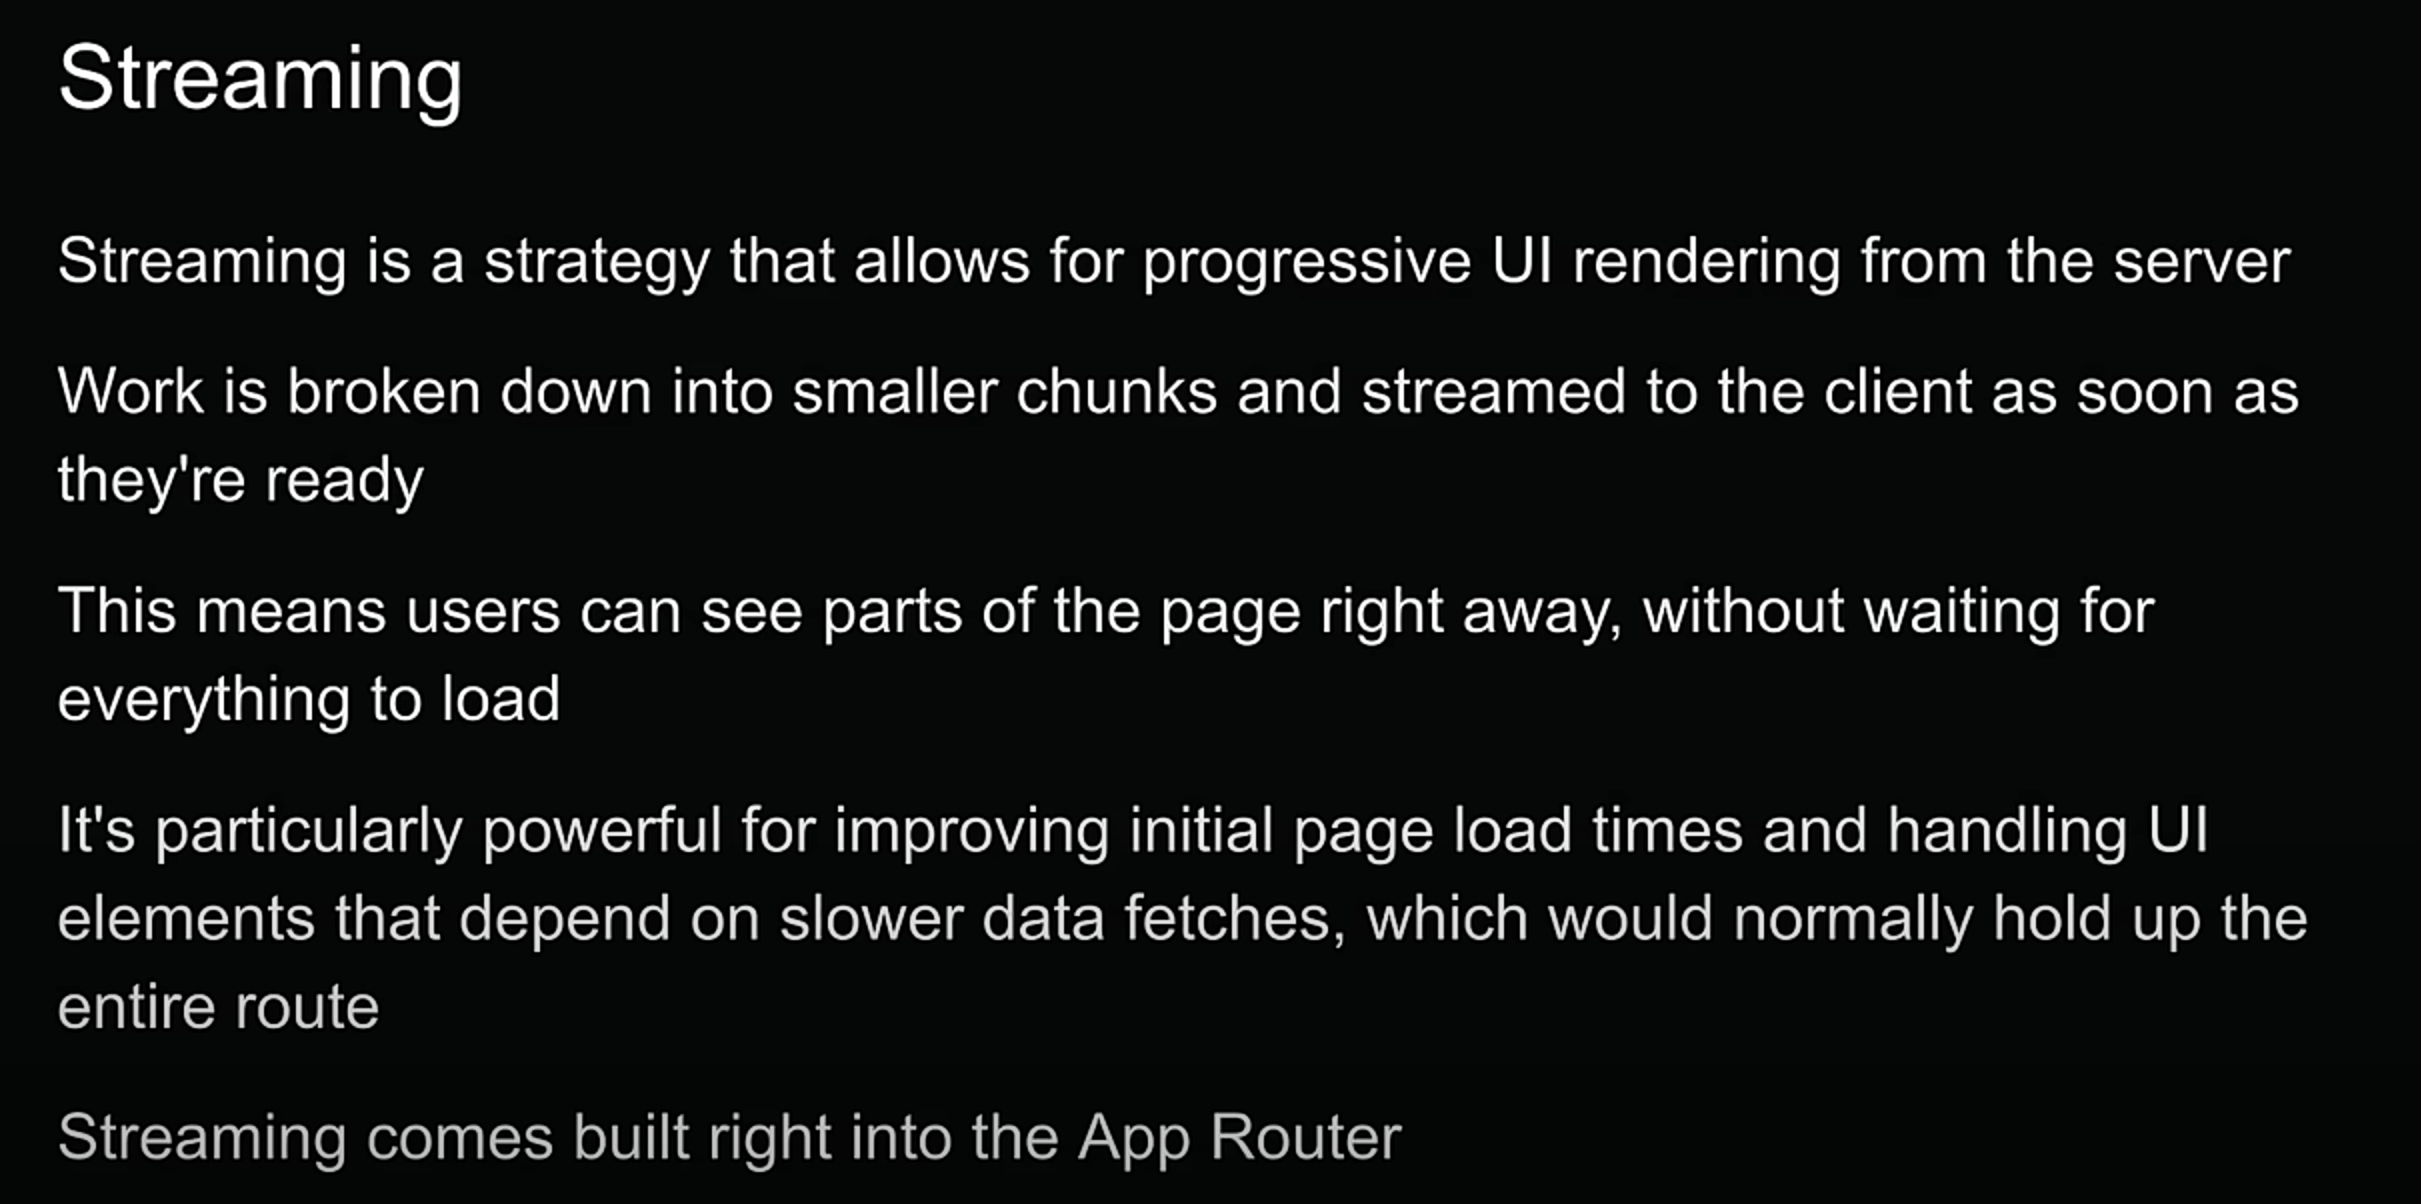 Streaming
Streaming is a strategy that allows for progressive UI rendering from the server
Work is broken down into smaller chunks and streamed to the client as soon as
they're ready
This means users can see parts of the page right away, without waiting for
everything to load
It's particularly powerful for improving initial page load times and handling UI
elements that depend on slower data fetches, which would normally hold up the
entire route
Streaming comes built right into the App Router